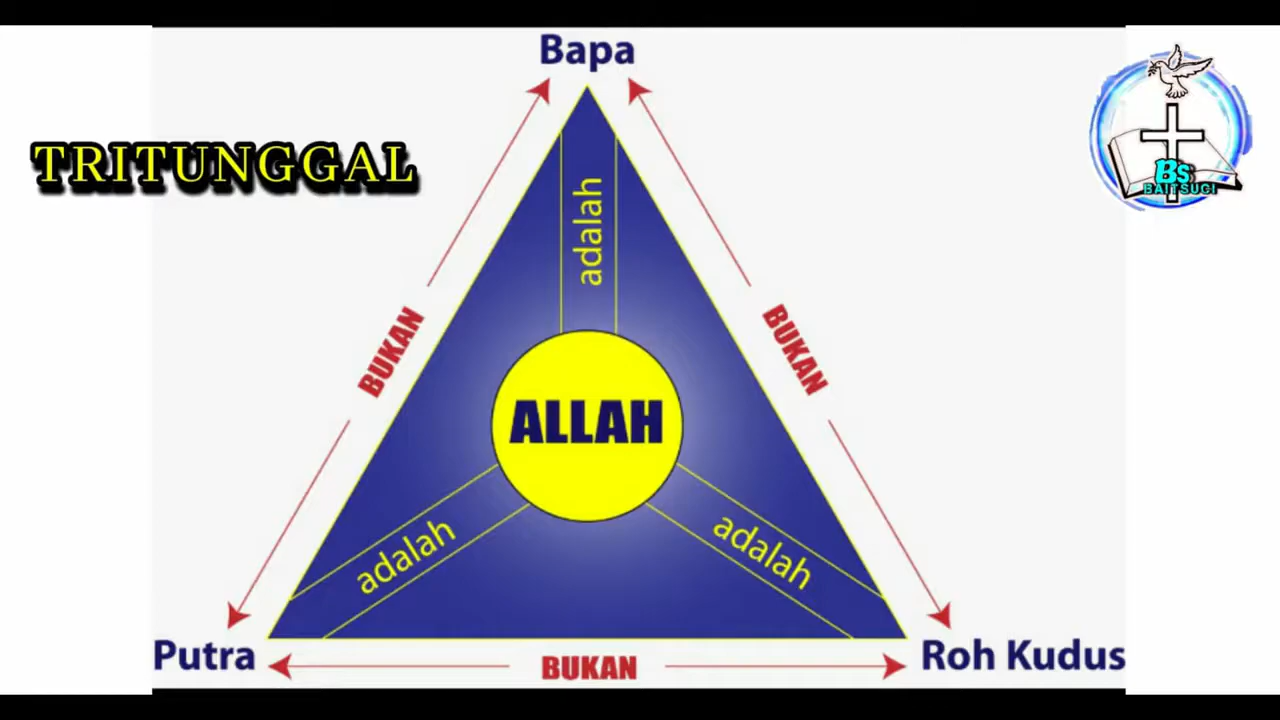 Bapa
TRITUNGGAL
BS
BAITSUCI
adalah
BUKAN
BUKAN
ALLAH
adalah
adalah
Putra
BUKAN
Roh Kudus